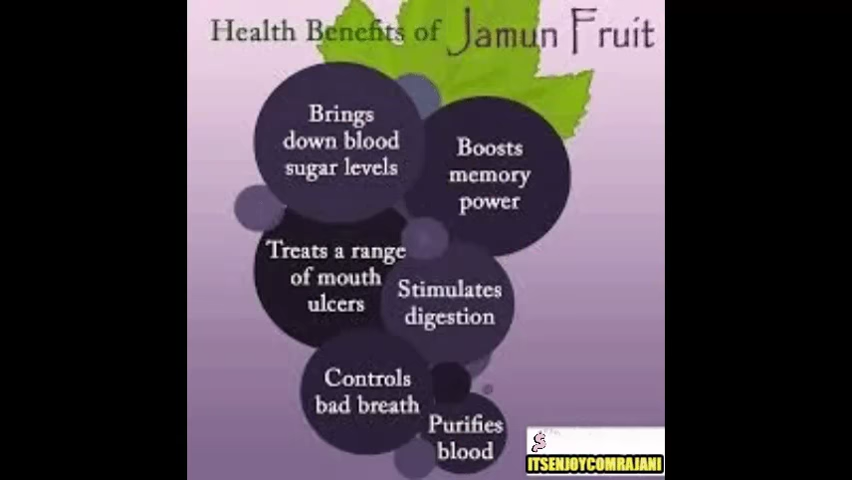 Health Benefits of Jamun Fruit
Brings
down blood
sugar levels
Boosts
memory
power
Treats a range
of mouth
ulcers
Stimulates
digestion
Controls
bad breath
Purifies
blood
$
ITSENJOYCOMRAJANI